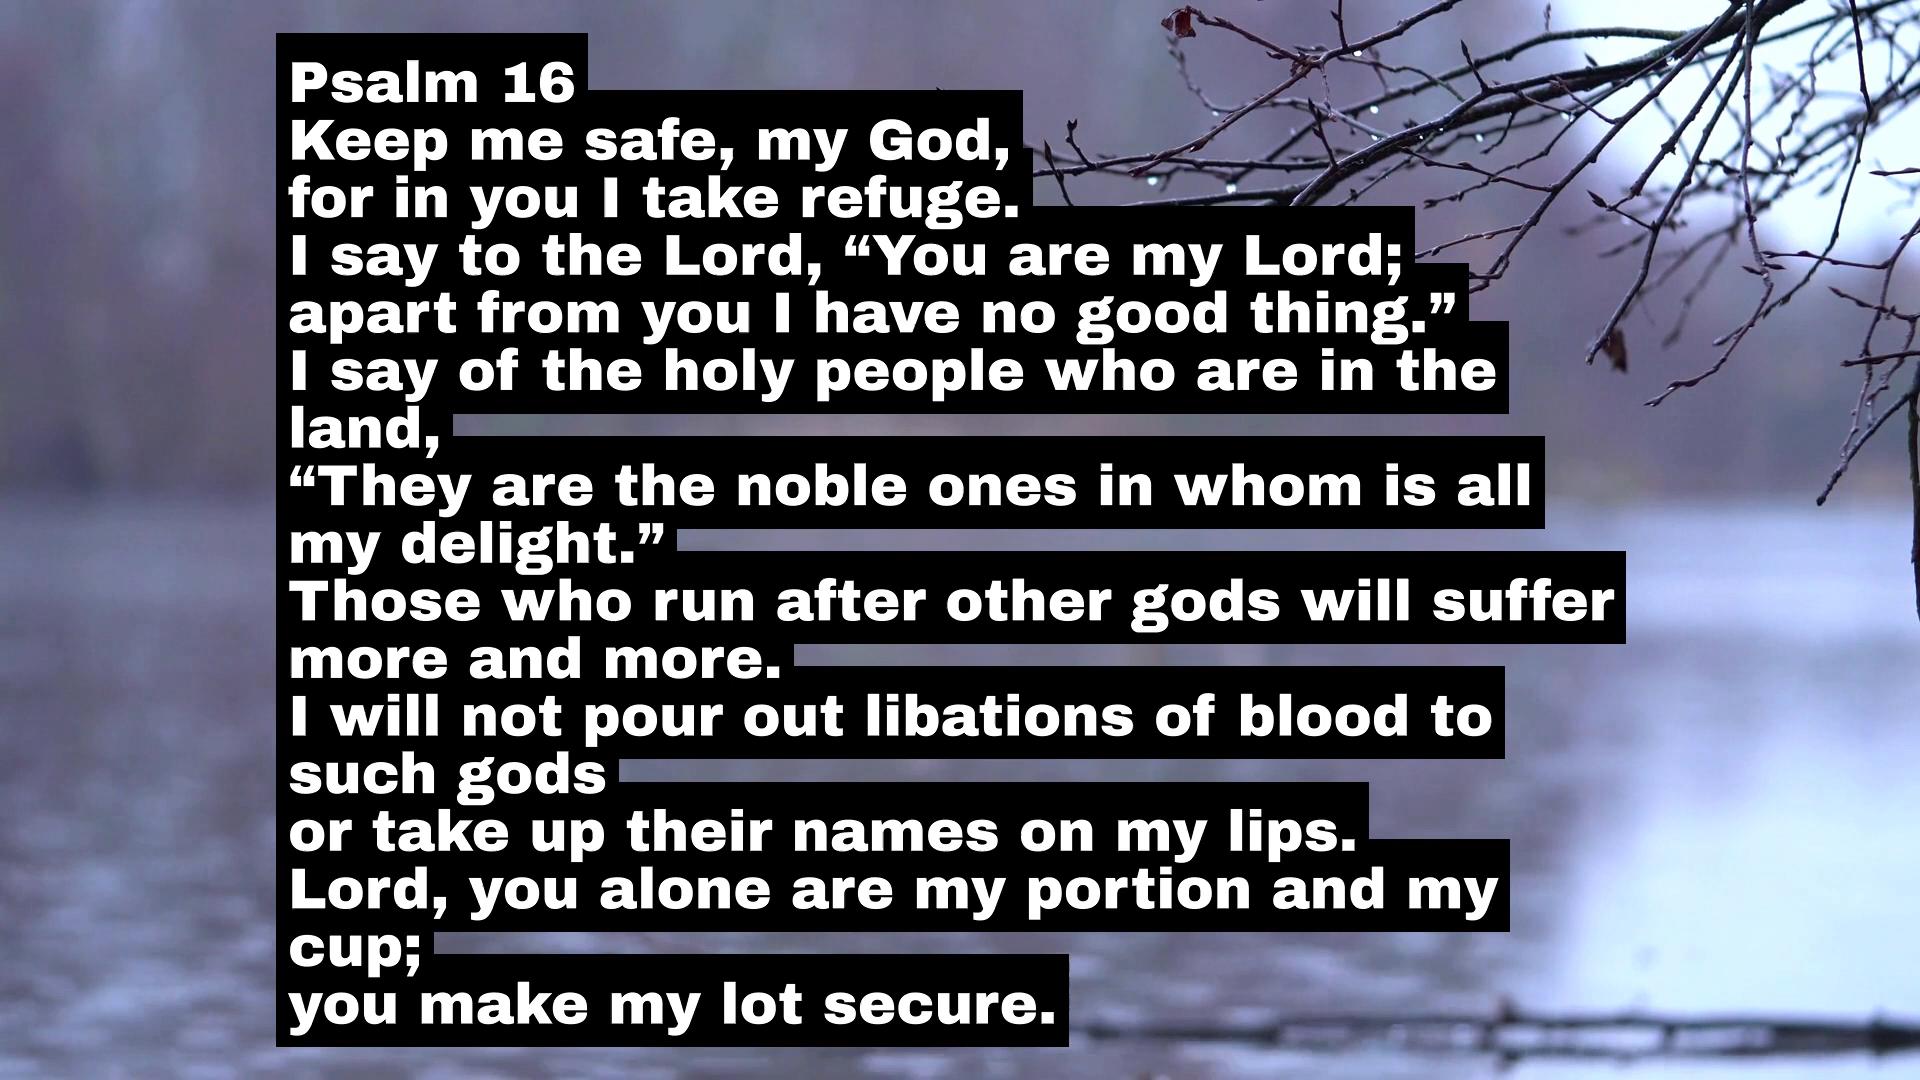 Psalm 16
Keep me safe, my God,
for in you I take refuge.
I say to the Lord, “You are my Lord;
apart from you I have no good thing.”
I say of the holy people who are in the
land,
“They are the noble ones in whom is all
my delight.”
Those who run after other gods will suffer
more and more.
I will not pour out libations of blood to
such gods
or take up their names on my lips.
Lord, you alone are my portion and my
cup;
you make my lot secure.